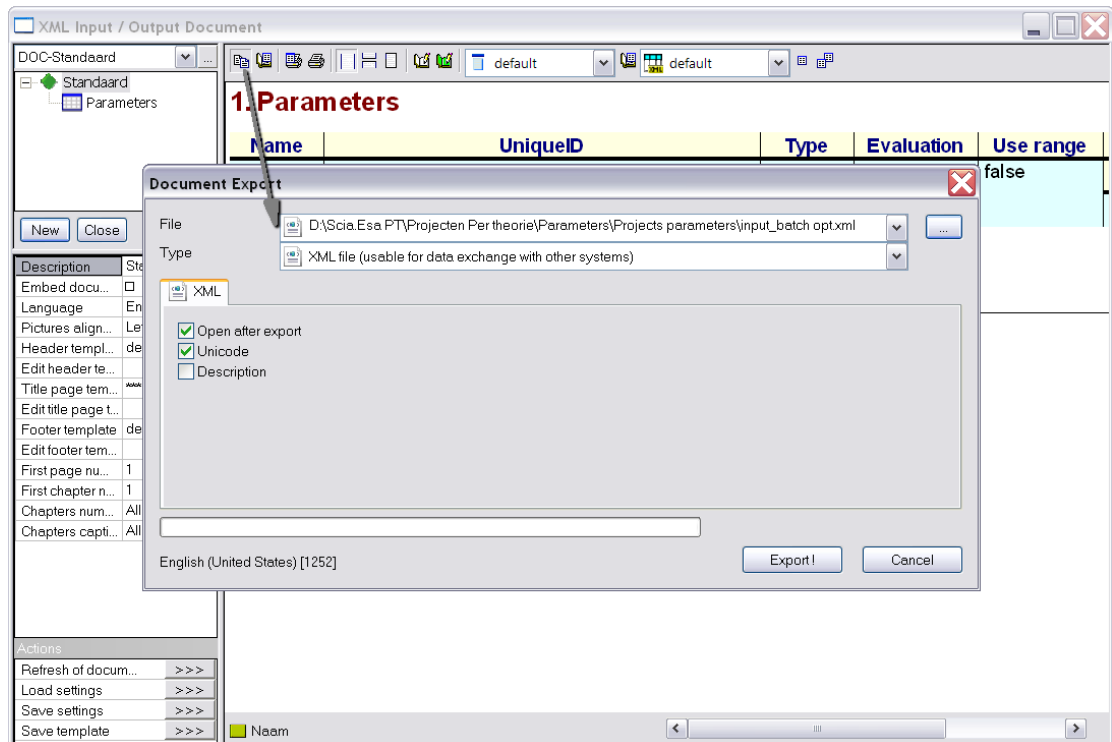 XML Input / Output Document
DOC-Standaard
...
default
default
Standaard
Parameters
1. Parameters
Name UniqueID Type Evaluation Use range
false
New Close
Document Export
File D:\Scia.Esa PT\Projecten Per theorie\Parameters\Projects parameters\input_batch opt.xml ...
Type XML file (usable for data exchange with other systems)
XML
Open after export
Unicode
Description
English (United States) [1252]
Export! Cancel
Description Sta
Embed docu...
Language En
Pictures align... Le
Header templ... de
Edit header te...
Title page tem... ***
Edit title page t...
Footer template de
Edit footer tem...
First page nu... 1
First chapter n... 1
Chapters num... All
Chapters capti... All
Actions
Refresh of docum... >>>
Load settings >>>
Save settings >>>
Save template >>>
Naam